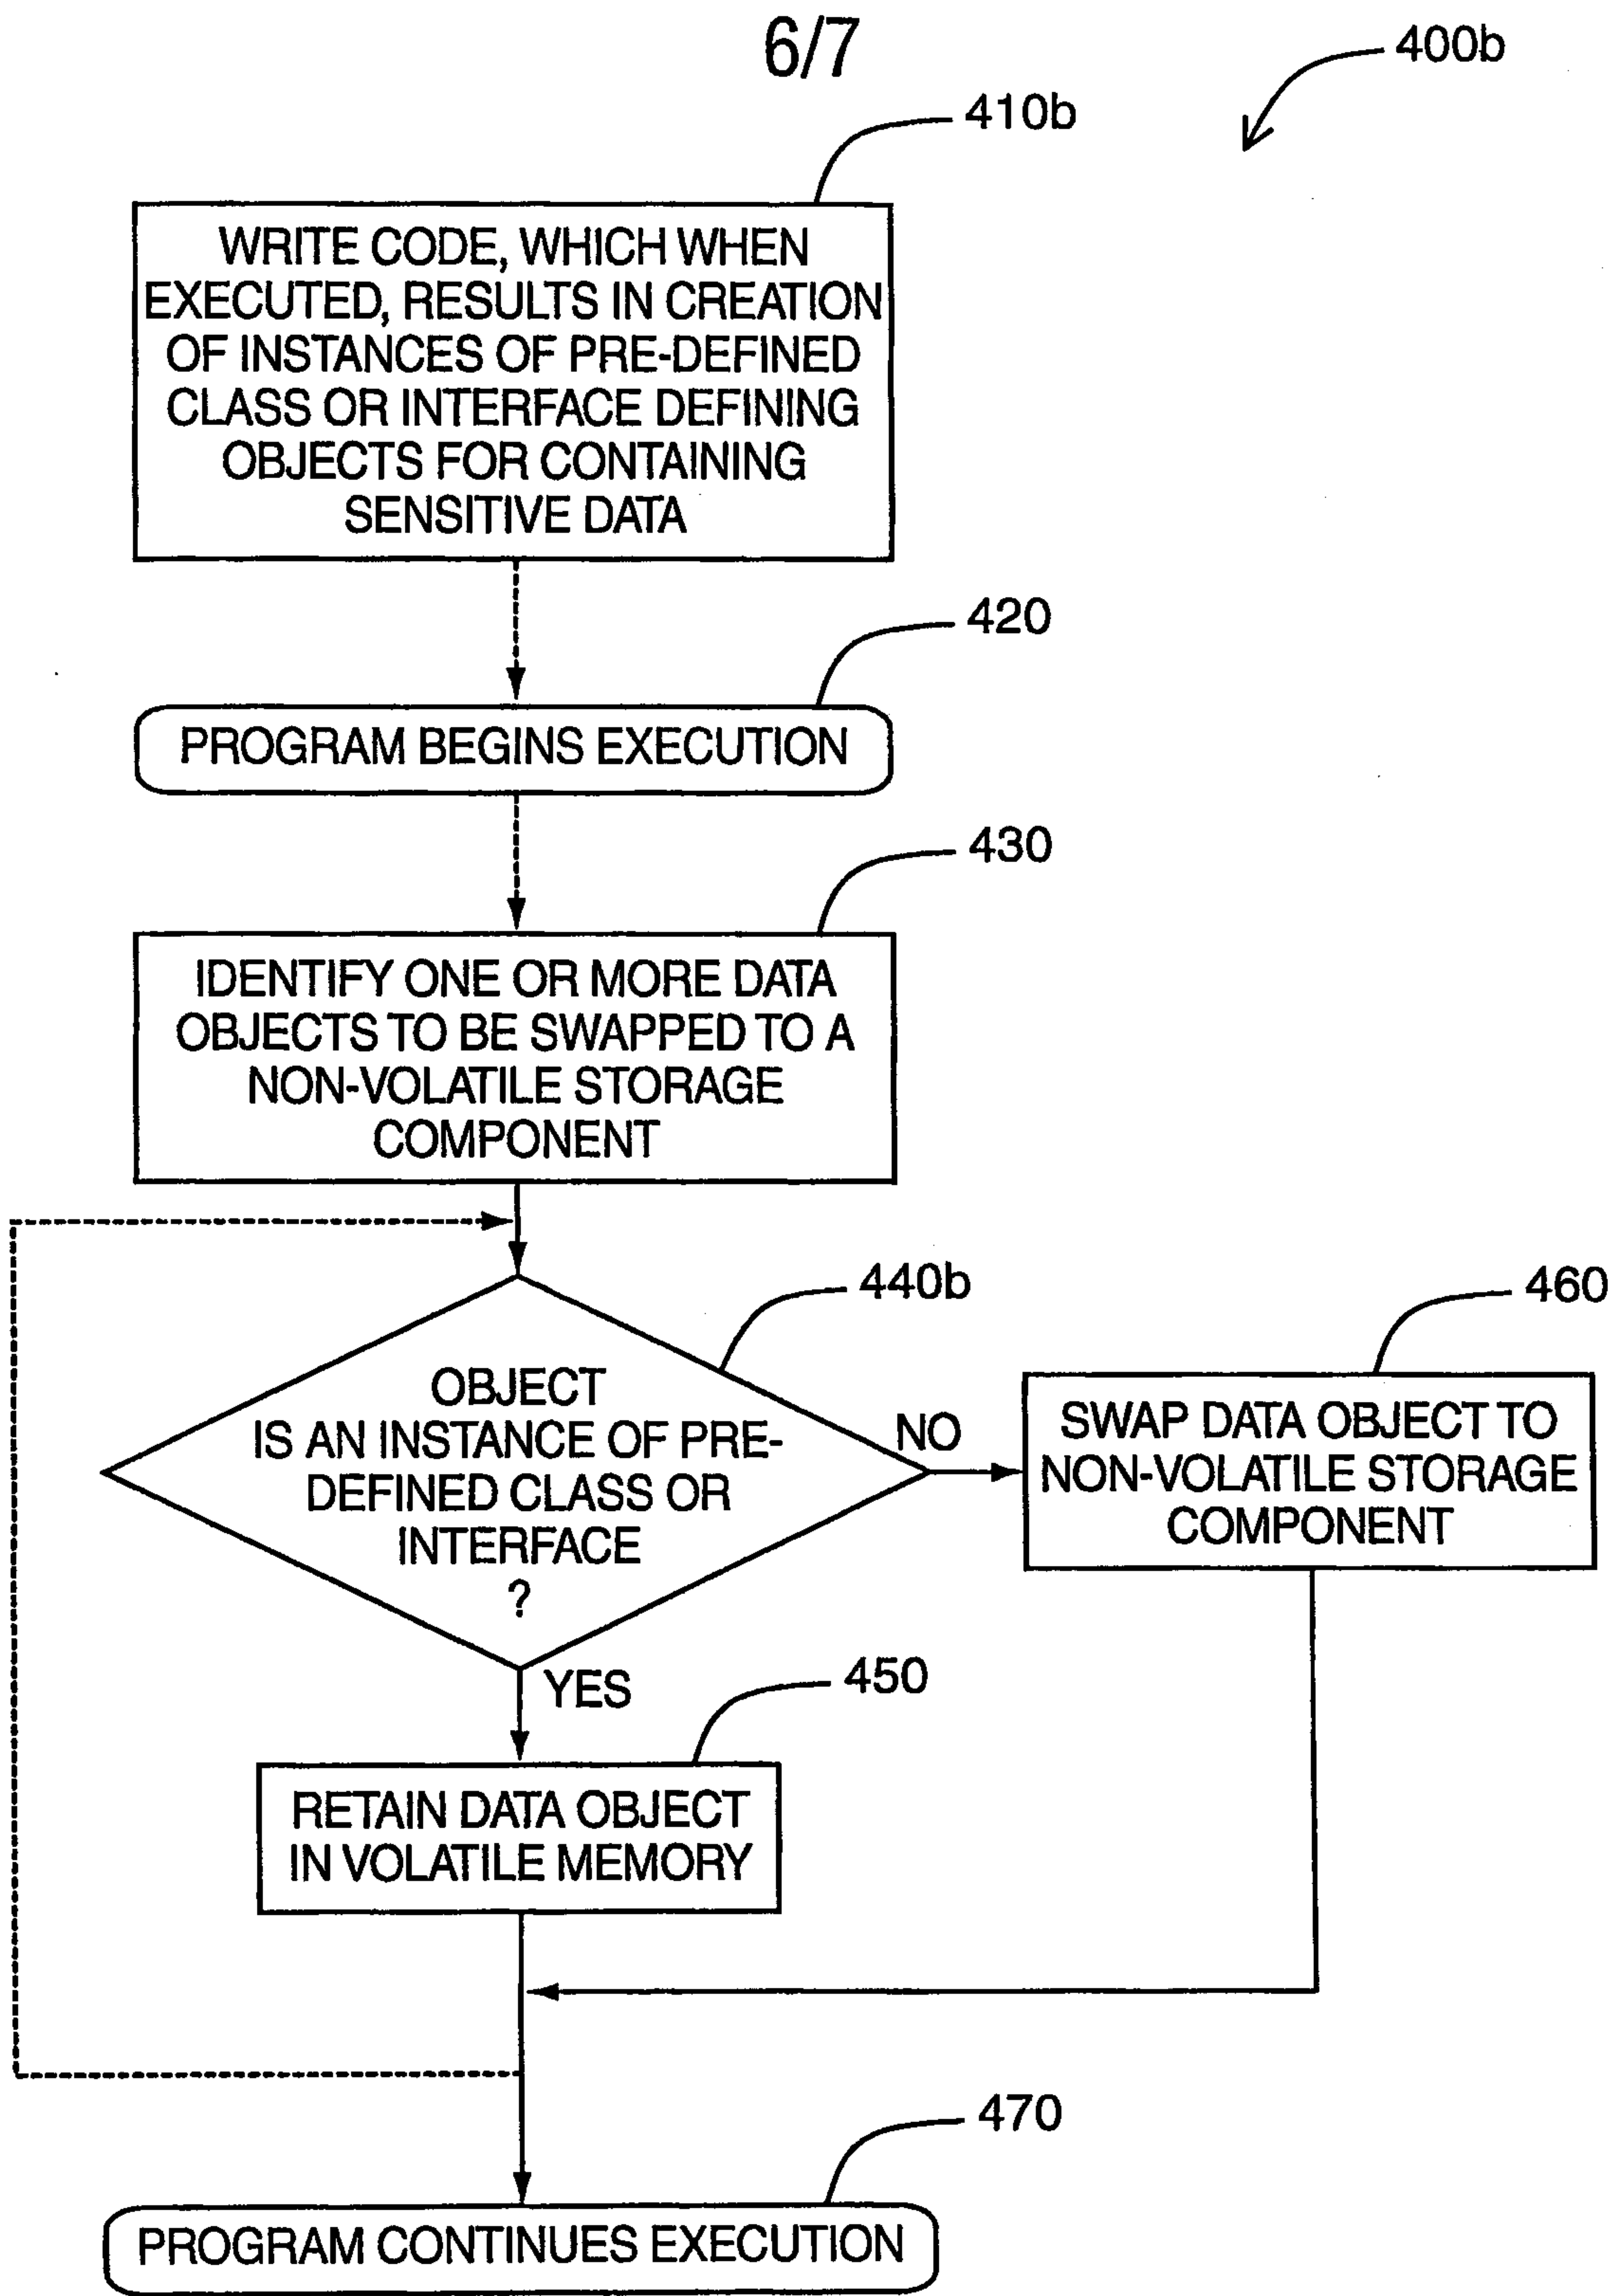 6/7
400b
410b
WRITE CODE, WHICH WHEN
EXECUTED, RESULTS IN CREATION
OF INSTANCES OF PRE-DEFINED
CLASS OR INTERFACE DEFINING
OBJECTS FOR CONTAINING
SENSITIVE DATA
420
PROGRAM BEGINS EXECUTION
430
IDENTIFY ONE OR MORE DATA
OBJECTS TO BE SWAPPED TO A
NON-VOLATILE STORAGE
COMPONENT
440b
OBJECT
IS AN INSTANCE OF PRE-
DEFINED CLASS OR
INTERFACE
?
NO
460
SWAP DATA OBJECT TO
NON-VOLATILE STORAGE
COMPONENT
YES
450
RETAIN DATA OBJECT
IN VOLATILE MEMORY
470
PROGRAM CONTINUES EXECUTION